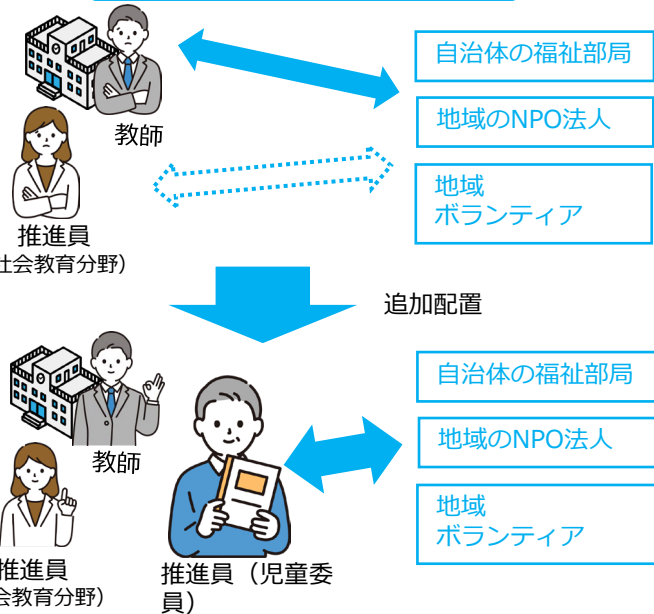 教師
自治体の福祉部局
地域のNPO法人
地域
ボランティア
推進員
社会教育分野）
追加配置
自治体の福祉部局
地域のNPO法人
地域
ボランティア
教師
推進員
会教育分野）
推進員（児童委
員）